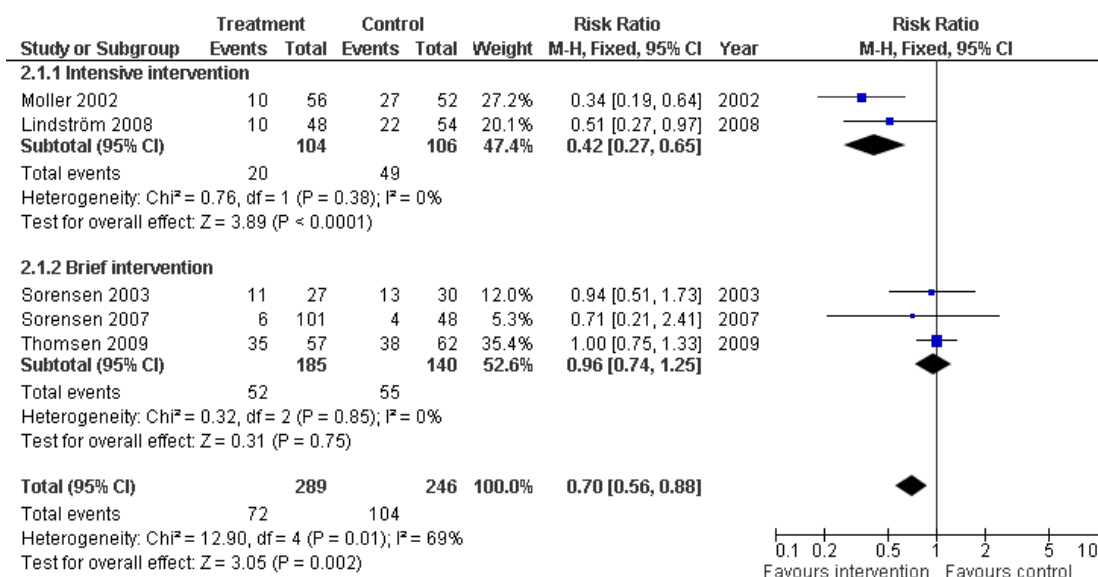 Treatment Control Risk Ratio Risk Ratio
Study or Subgroup Events Total Events Total Weight M-H, Fixed, 95% CI Year M-H, Fixed, 95% CI
2.1.1 Intensive intervention
Moller 2002 10 56 27 52 27.2% 0.34 [0.19, 0.64] 2002
Lindström 2008 10 48 22 54 20.1% 0.51 [0.27, 0.97] 2008
Subtotal (95% CI) 104 106 47.4% 0.42 [0.27, 0.65]
Total events 20 49
Heterogeneity: Chi² = 0.76, df = 1 (P = 0.38); I² = 0%
Test for overall effect: Z = 3.89 (P < 0.0001)
2.1.2 Brief intervention
Sorensen 2003 11 27 13 30 12.0% 0.94 [0.51, 1.73] 2003
Sorensen 2007 6 101 4 48 5.3% 0.71 [0.21, 2.41] 2007
Thomsen 2009 35 57 38 62 35.4% 1.00 [0.75, 1.33] 2009
Subtotal (95% CI) 185 140 52.6% 0.96 [0.74, 1.25]
Total events 52 55
Heterogeneity: Chi² = 0.32, df = 2 (P = 0.85); I² = 0%
Test for overall effect: Z = 0.31 (P = 0.75)
Total (95% CI) 289 246 100.0% 0.70 [0.56, 0.88]
Total events 72 104
Heterogeneity: Chi² = 12.90, df = 4 (P = 0.01); I² = 69%
Test for overall effect: Z = 3.05 (P = 0.002)
0.1 0.2 0.5 1 2 5 10
Favours intervention Favours control